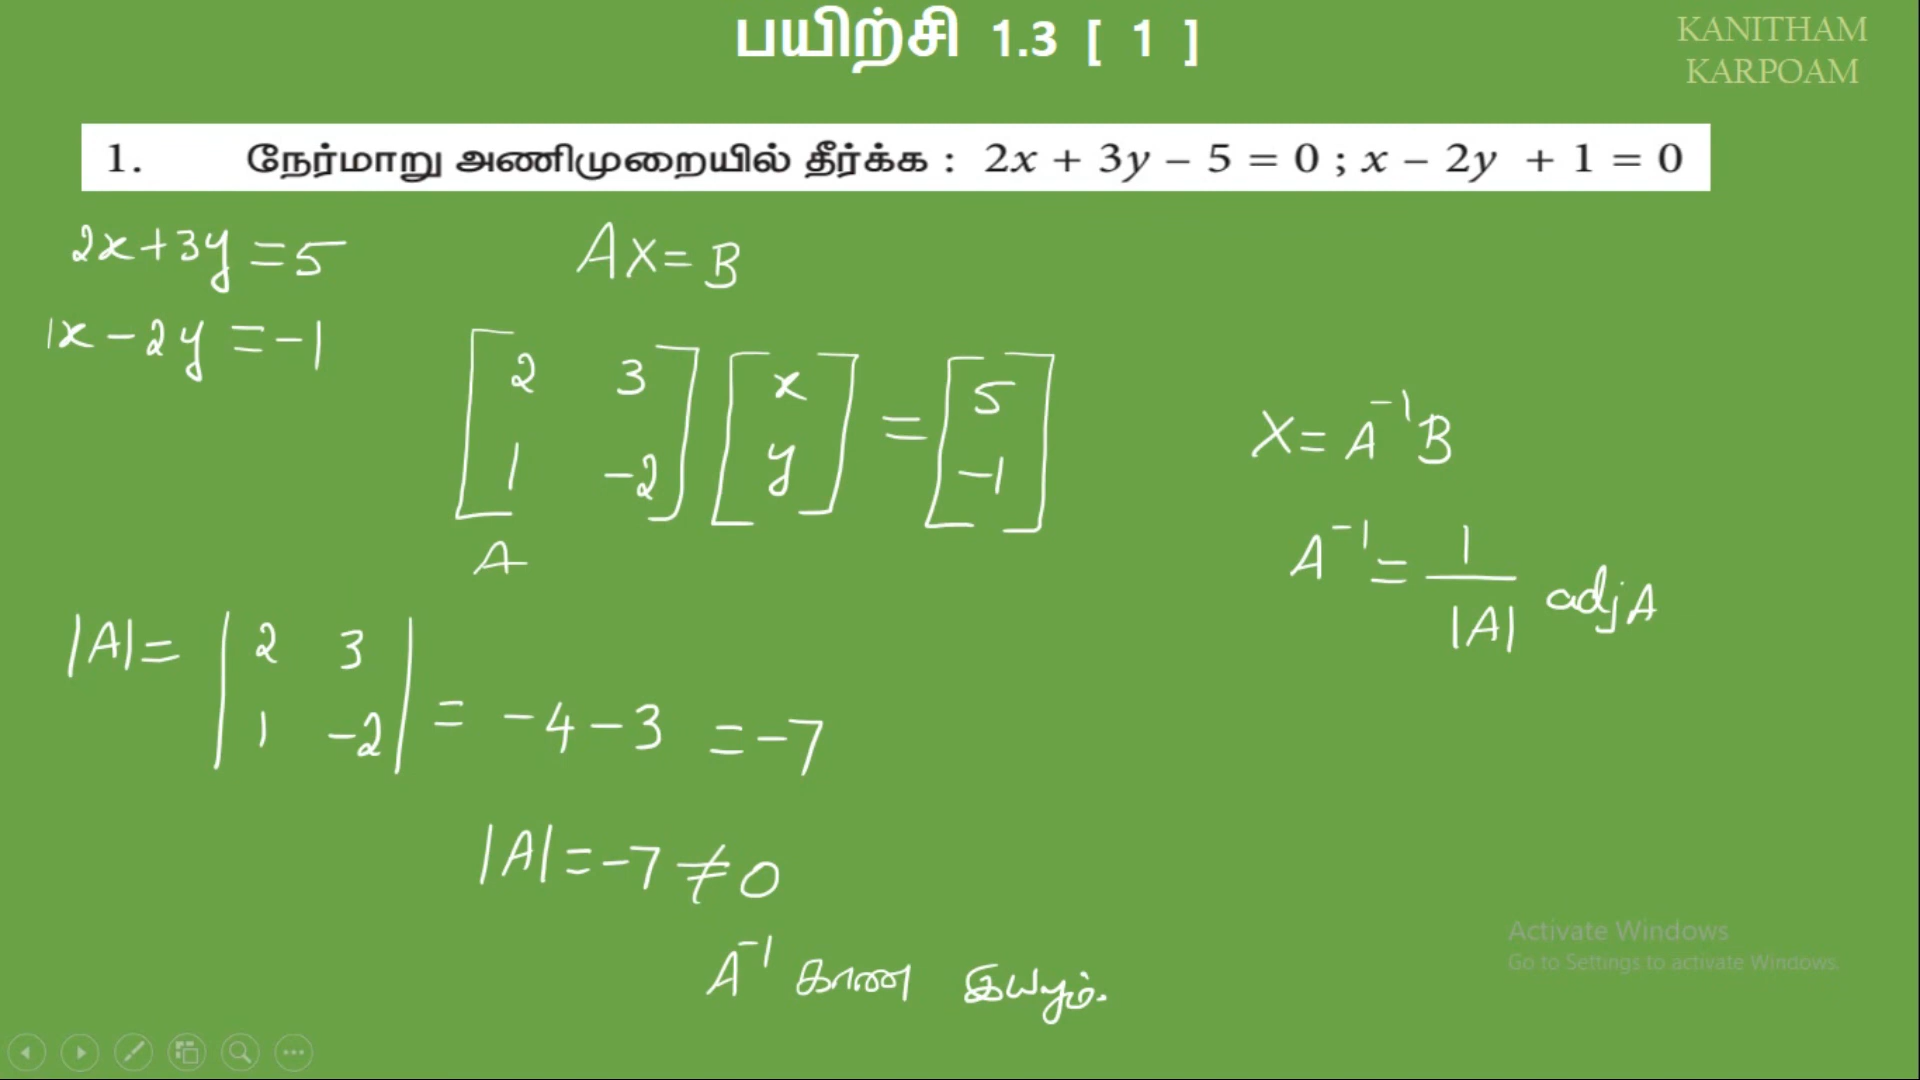 பயிற்சி 1.3 [ 1 ]
KANITHAM
KARPOAM
1. நேர்மாறு அணிமுறையில் தீர்க்க : 2x + 3y – 5 = 0 ; x – 2y + 1 = 0
2x+3y=5
AX=B
1x-2y=-1
[2 3] [x] = [5]
[1 -2] [y] [-1]
A
X=A⁻¹B
A⁻¹ = 1/|A| adj A
|A| = |2 3|
|1 -2| = -4-3 = -7
|A|=-7≠0
A⁻¹ காண இயலும்.
Activate Windows
Go to Settings to activate Windows.